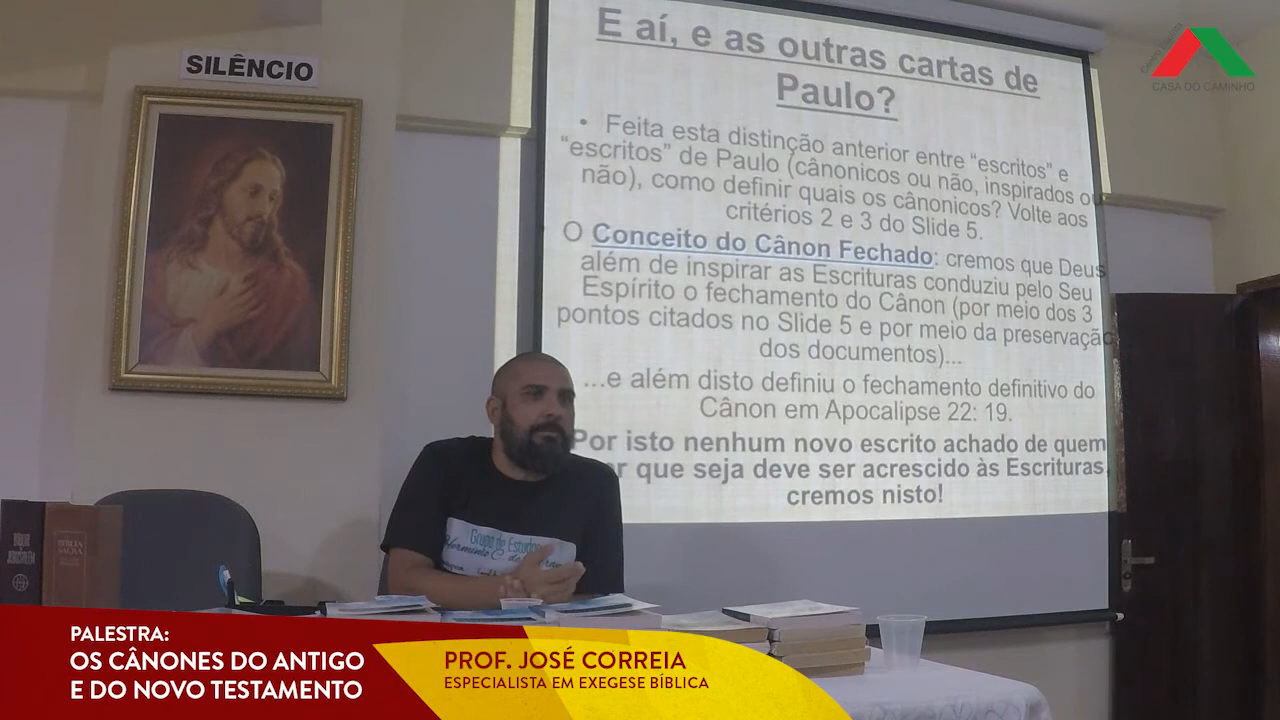 SILÊNCIO
E aí, e as outras cartas de
Paulo?
• Feita esta distinção anterior entre “escritos” e
“escritos” de Paulo (cânonicos ou não, inspirados ou
não), como definir quais os cânonicos? Volte aos
critérios 2 e 3 do Slide 5.
O Conceito do Cânon Fechado: cremos que Deus
além de inspirar as Escrituras conduziu pelo Seu
Espírito o fechamento do Cânon (por meio dos 3
pontos citados no Slide 5 e por meio da preservação
dos documentos)...
...e além disto definiu o fechamento definitivo do
Cânon em Apocalipse 22: 19.
Por isto nenhum novo escrito achado de quem
que seja deve ser acrescido às Escrituras,
cremos nisto!
CASA DO CAMINHO
BÍBLIA
JERUSALÉM
BÍBLIA
SACRA
Grupo de Estudos
PALESTRA:
OS CÂNONES DO ANTIGO
E DO NOVO TESTAMENTO
PROF. JOSÉ CORREIA
ESPECIALISTA EM EXEGESE BÍBLICA